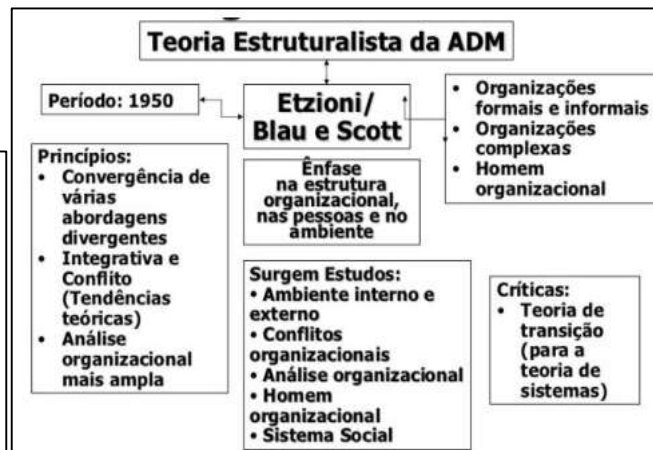 Teoria Estruturalista da ADM
Período: 1950
Etzioni/
Blau e Scott
• Organizações
formais e informais
• Organizações
complexas
• Homem
organizacional
Princípios:
• Convergência de
várias
abordagens
divergentes
• Integrativa e
Conflito
(Tendências
teóricas)
• Análise
organizacional
mais ampla
Ênfase
na estrutura
organizacional,
nas pessoas e no
ambiente
Surgem Estudos:
• Ambiente interno e
externo
• Conflitos
organizacionais
• Análise organizacional
• Homem
organizacional
• Sistema Social
Críticas:
• Teoria de
transição
(para a
teoria de
sistemas)